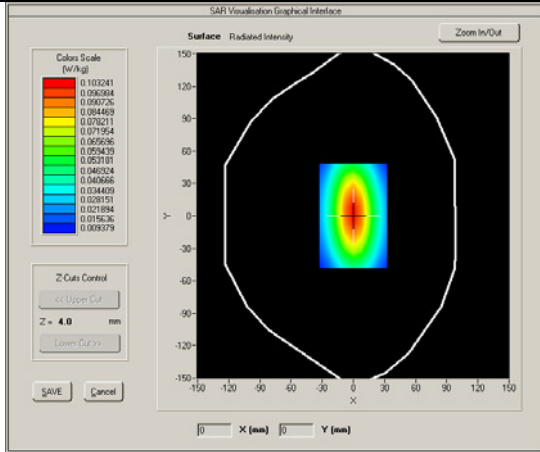 SAR Visualisation Graphical Interface
Surface Radiated Intensity
Zoom In/Out
Colors Scale
(W/kg)
0.103241
0.096984
0.090726
0.084469
0.078211
0.071954
0.065696
0.059439
0.053181
0.046924
0.040666
0.034409
0.028151
0.021894
0.015636
0.009379
Z-Cuts Control
<< Upper Cut
Z = 4.0 mm
Lower Cut >>
SAVE Cancel
150
120
90
60
30
0
-30
-60
-90
-120
-150
Y
-150 -120 -90 -60 -30 0 30 60 90 120 150
X
0 X (mm) 0 Y (mm)